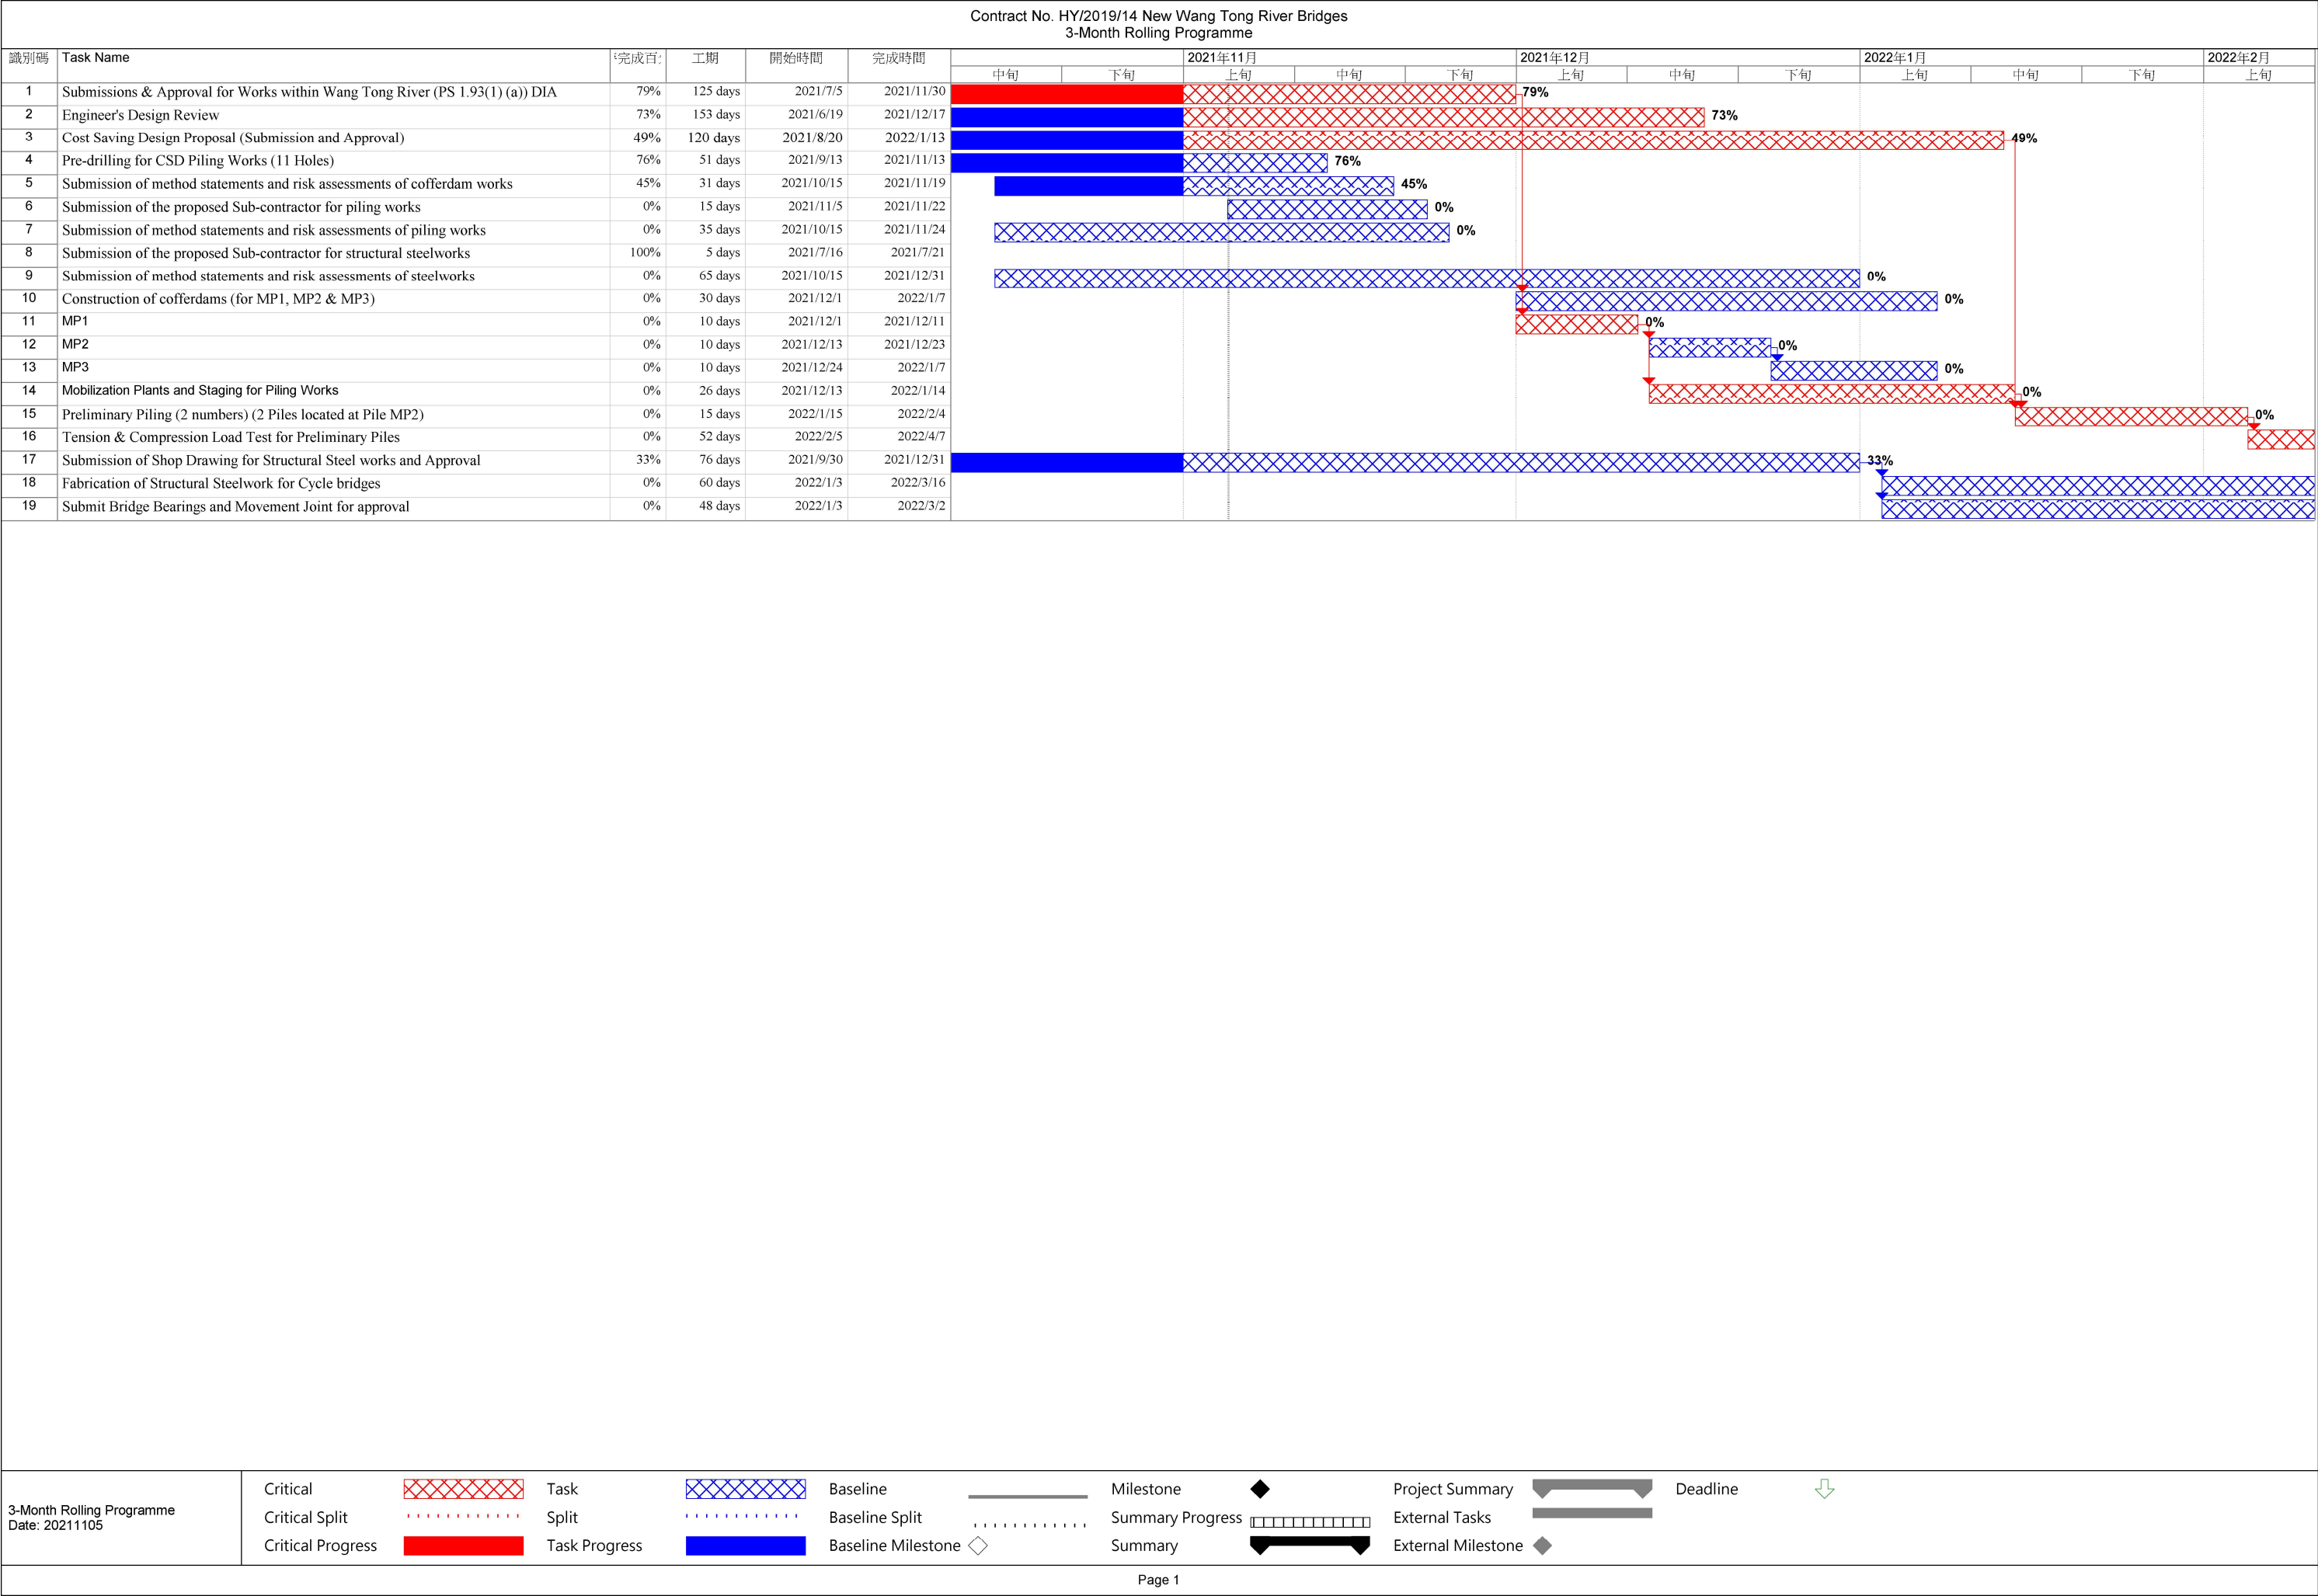 Contract No. HY/2019/14 New Wang Tong River Bridges
3-Month Rolling Programme
識別碼 Task Name 完成百 工期 開始時間 完成時間 2021年11月 2021年12月 2022年1月 2022年2月
中旬 下旬 上旬 中旬 下旬 上旬 中旬 下旬 上旬 中旬 下旬 上旬
1 Submissions & Approval for Works within Wang Tong River (PS 1.93(1) (a)) DIA 79% 125 days 2021/7/5 2021/11/30 79%
2 Engineer's Design Review 73% 153 days 2021/6/19 2021/12/17 73%
3 Cost Saving Design Proposal (Submission and Approval) 49% 120 days 2021/8/20 2022/1/13 49%
4 Pre-drilling for CSD Piling Works (11 Holes) 76% 51 days 2021/9/13 2021/11/13 76%
5 Submission of method statements and risk assessments of cofferdam works 45% 31 days 2021/10/15 2021/11/19 45%
6 Submission of the proposed Sub-contractor for piling works 0% 15 days 2021/11/5 2021/11/22 0%
7 Submission of method statements and risk assessments of piling works 0% 35 days 2021/10/15 2021/11/24 0%
8 Submission of the proposed Sub-contractor for structural steelworks 100% 5 days 2021/7/16 2021/7/21
9 Submission of method statements and risk assessments of steelworks 0% 65 days 2021/10/15 2021/12/31 0%
10 Construction of cofferdams (for MP1, MP2 & MP3) 0% 30 days 2021/12/1 2022/1/7 0%
11 MP1 0% 10 days 2021/12/1 2021/12/11 0%
12 MP2 0% 10 days 2021/12/13 2021/12/23 0%
13 MP3 0% 10 days 2021/12/24 2022/1/7 0%
14 Mobilization Plants and Staging for Piling Works 0% 26 days 2021/12/13 2022/1/14 0%
15 Preliminary Piling (2 numbers) (2 Piles located at Pile MP2) 0% 15 days 2022/1/15 2022/2/4 0%
16 Tension & Compression Load Test for Preliminary Piles 0% 52 days 2022/2/5 2022/4/7
17 Submission of Shop Drawing for Structural Steel works and Approval 33% 76 days 2021/9/30 2021/12/31 33%
18 Fabrication of Structural Steelwork for Cycle bridges 0% 60 days 2022/1/3 2022/3/16
19 Submit Bridge Bearings and Movement Joint for approval 0% 48 days 2022/1/3 2022/3/2
3-Month Rolling Programme
Date: 20211105
Critical Task Baseline Milestone Project Summary Deadline
Critical Split Split Baseline Split Summary Progress External Tasks
Critical Progress Task Progress Baseline Milestone Summary External Milestone
Page 1